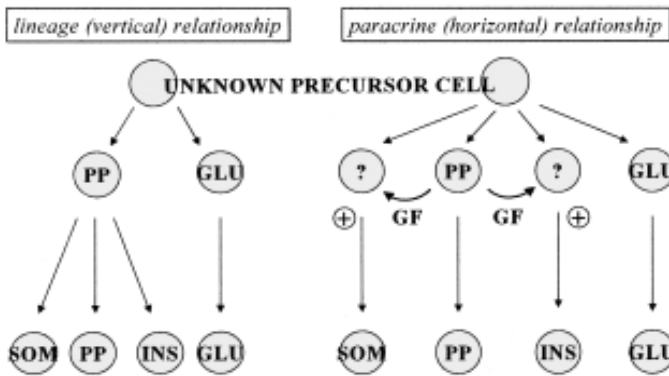 lineage (vertical) relationship
paracrine (horizontal) relationship
UNKNOWN PRECURSOR CELL
PP GLU ? PP ? GLU
+ GF GF +
SOM PP INS GLU SOM PP INS GLU